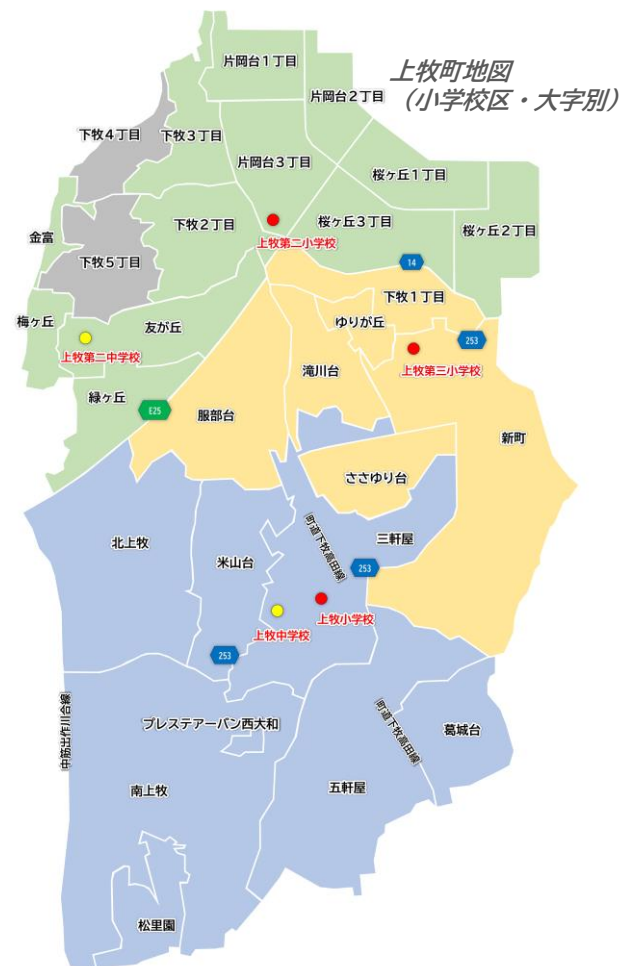 上牧町地図
（小学校区・大字別）
片岡台1丁目
片岡台2丁目
下牧4丁目
下牧3丁目
片岡台3丁目
桜ヶ丘1丁目
下牧2丁目
桜ヶ丘3丁目
桜ヶ丘2丁目
金富
上牧第二小学校
下牧5丁目
14
下牧1丁目
梅ヶ丘
友が丘
ゆりが丘
253
上牧第二中学校
上牧第三小学校
滝川台
緑ヶ丘
E25
服部台
新町
ささゆり台
北上牧
町道下牧高田線
三軒屋
米山台
253
上牧中学校
上牧小学校
253
中筋出作川合線
プレステアーバン西大和
町道下牧高田線
葛城台
南上牧
五軒屋
松里園